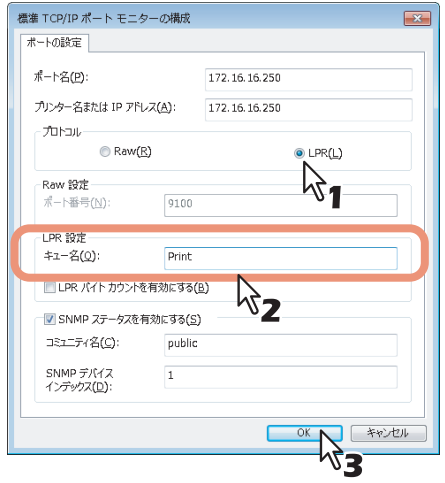 標準 TCP/IP ポート モニターの構成
ポートの設定
ポート名(P):
172.16.16.250
プリンター名または IP アドレス(A):
172.16.16.250
プロトコル
Raw(R)
LPR(L)
1
Raw 設定
ポート番号(N):
9100
LPR 設定
キュー名(Q):
Print
LPR バイト カウントを有効にする(B)
2
SNMP ステータスを有効にする(S)
コミュニティ名(C):
public
SNMP デバイス
インデックス(D):
1
OK
キャンセル
3